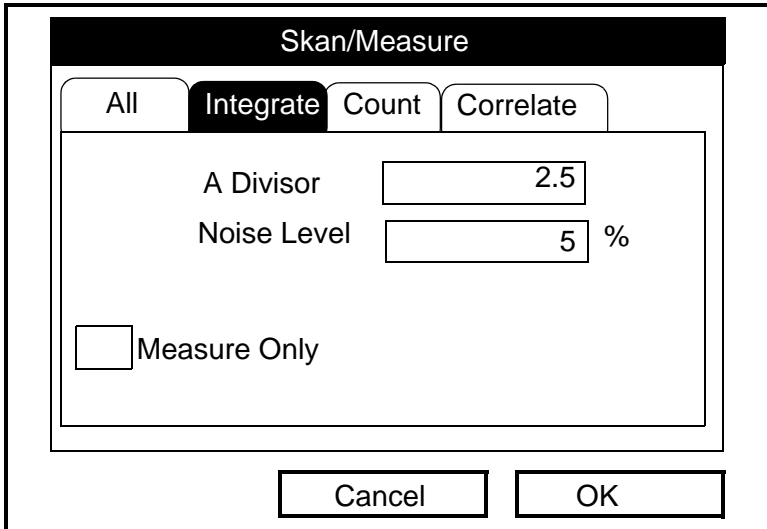 Skan/Measure
All Integrate Count Correlate
A Divisor 2.5
Noise Level 5 %
Measure Only
Cancel OK